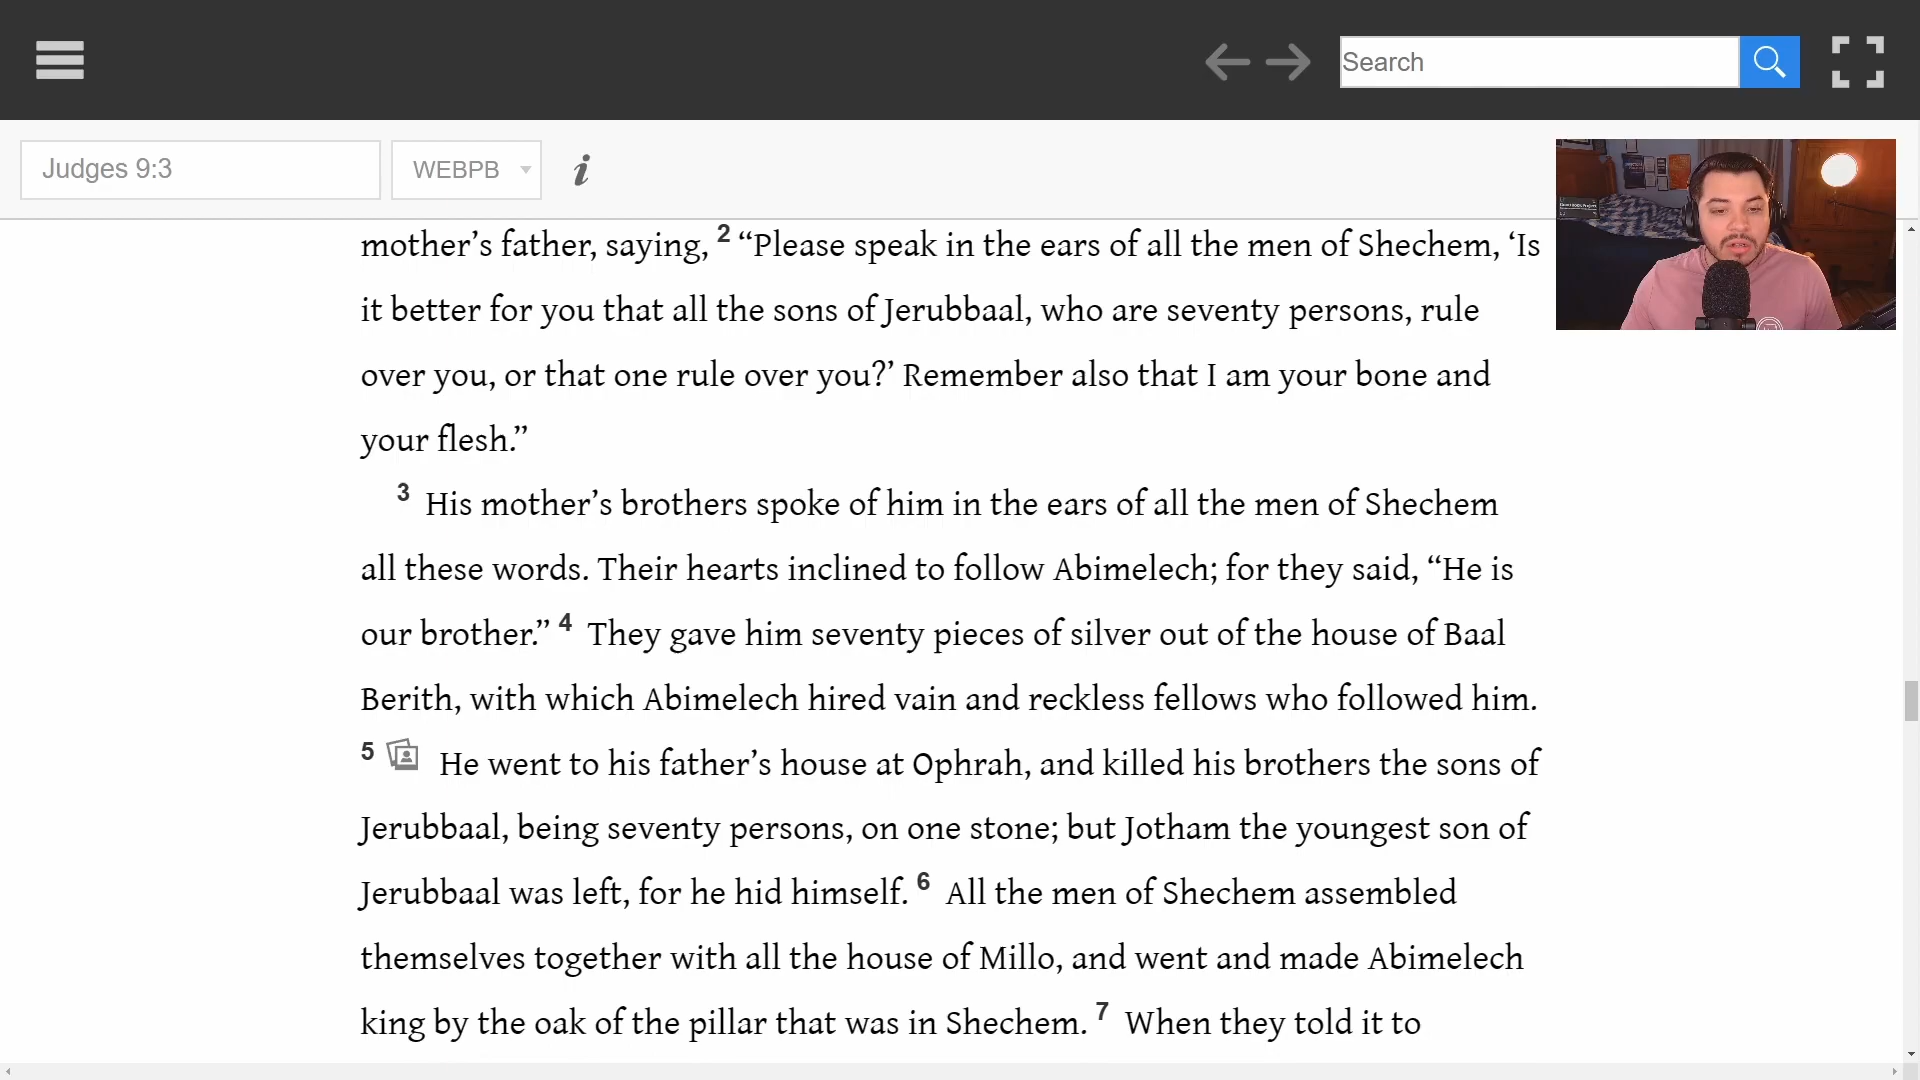 Search
Judges 9:3
WEBPB
i
mother’s father, saying, 2 “Please speak in the ears of all the men of Shechem, ‘Is
it better for you that all the sons of Jerubbaal, who are seventy persons, rule
over you, or that one rule over you?’ Remember also that I am your bone and
your flesh.”
3 His mother’s brothers spoke of him in the ears of all the men of Shechem
all these words. Their hearts inclined to follow Abimelech; for they said, “He is
our brother.” 4 They gave him seventy pieces of silver out of the house of Baal
Berith, with which Abimelech hired vain and reckless fellows who followed him.
5 He went to his father’s house at Ophrah, and killed his brothers the sons of
Jerubbaal, being seventy persons, on one stone; but Jotham the youngest son of
Jerubbaal was left, for he hid himself. 6 All the men of Shechem assembled
themselves together with all the house of Millo, and went and made Abimelech
king by the oak of the pillar that was in Shechem. 7 When they told it to